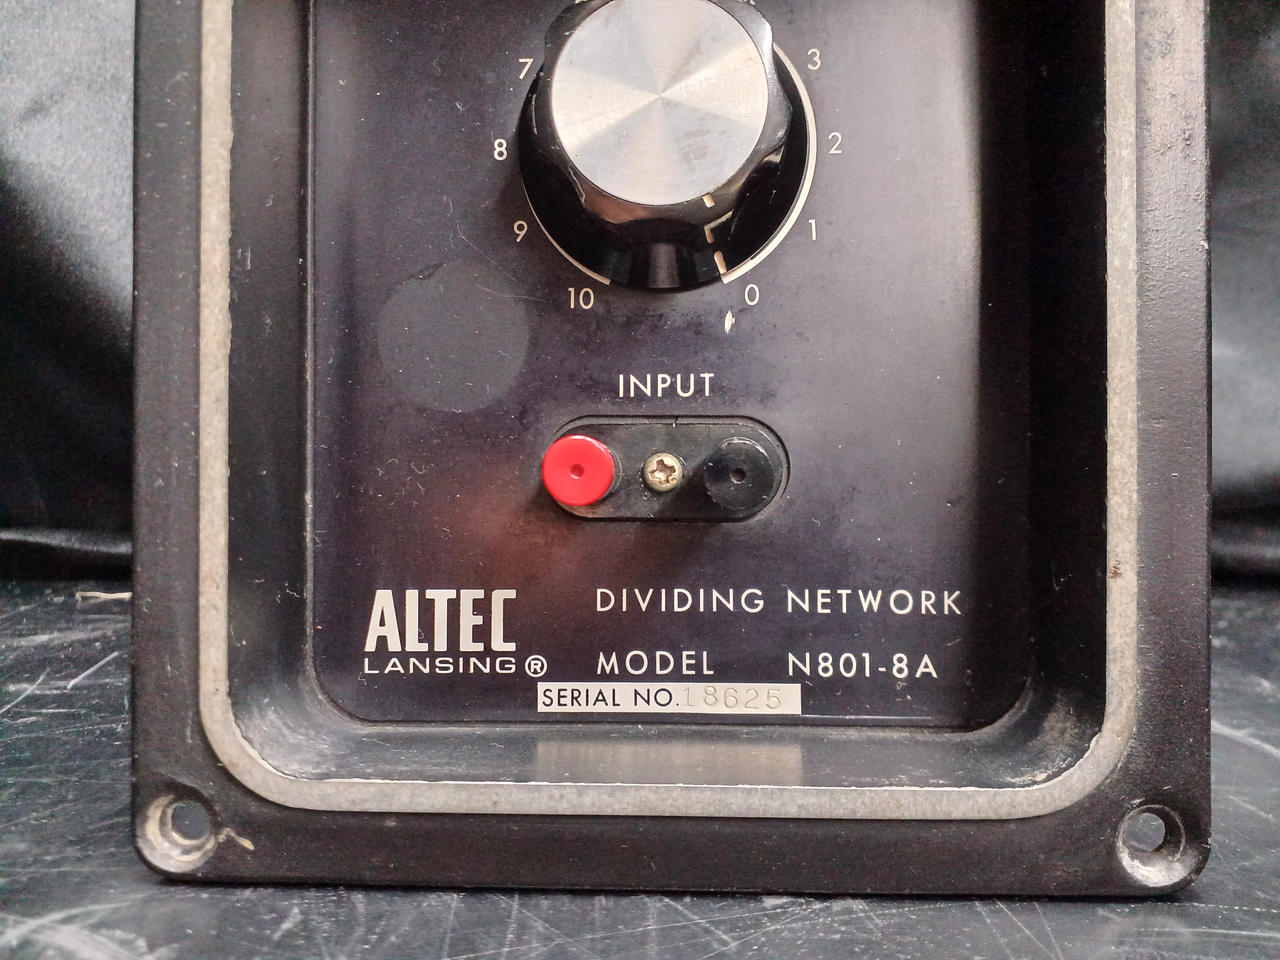 7 3
8 2
9 1
10 0
INPUT
ALTEC DIVIDING NETWORK
LANSING® MODEL N801-8A
SERIAL NO. 18625